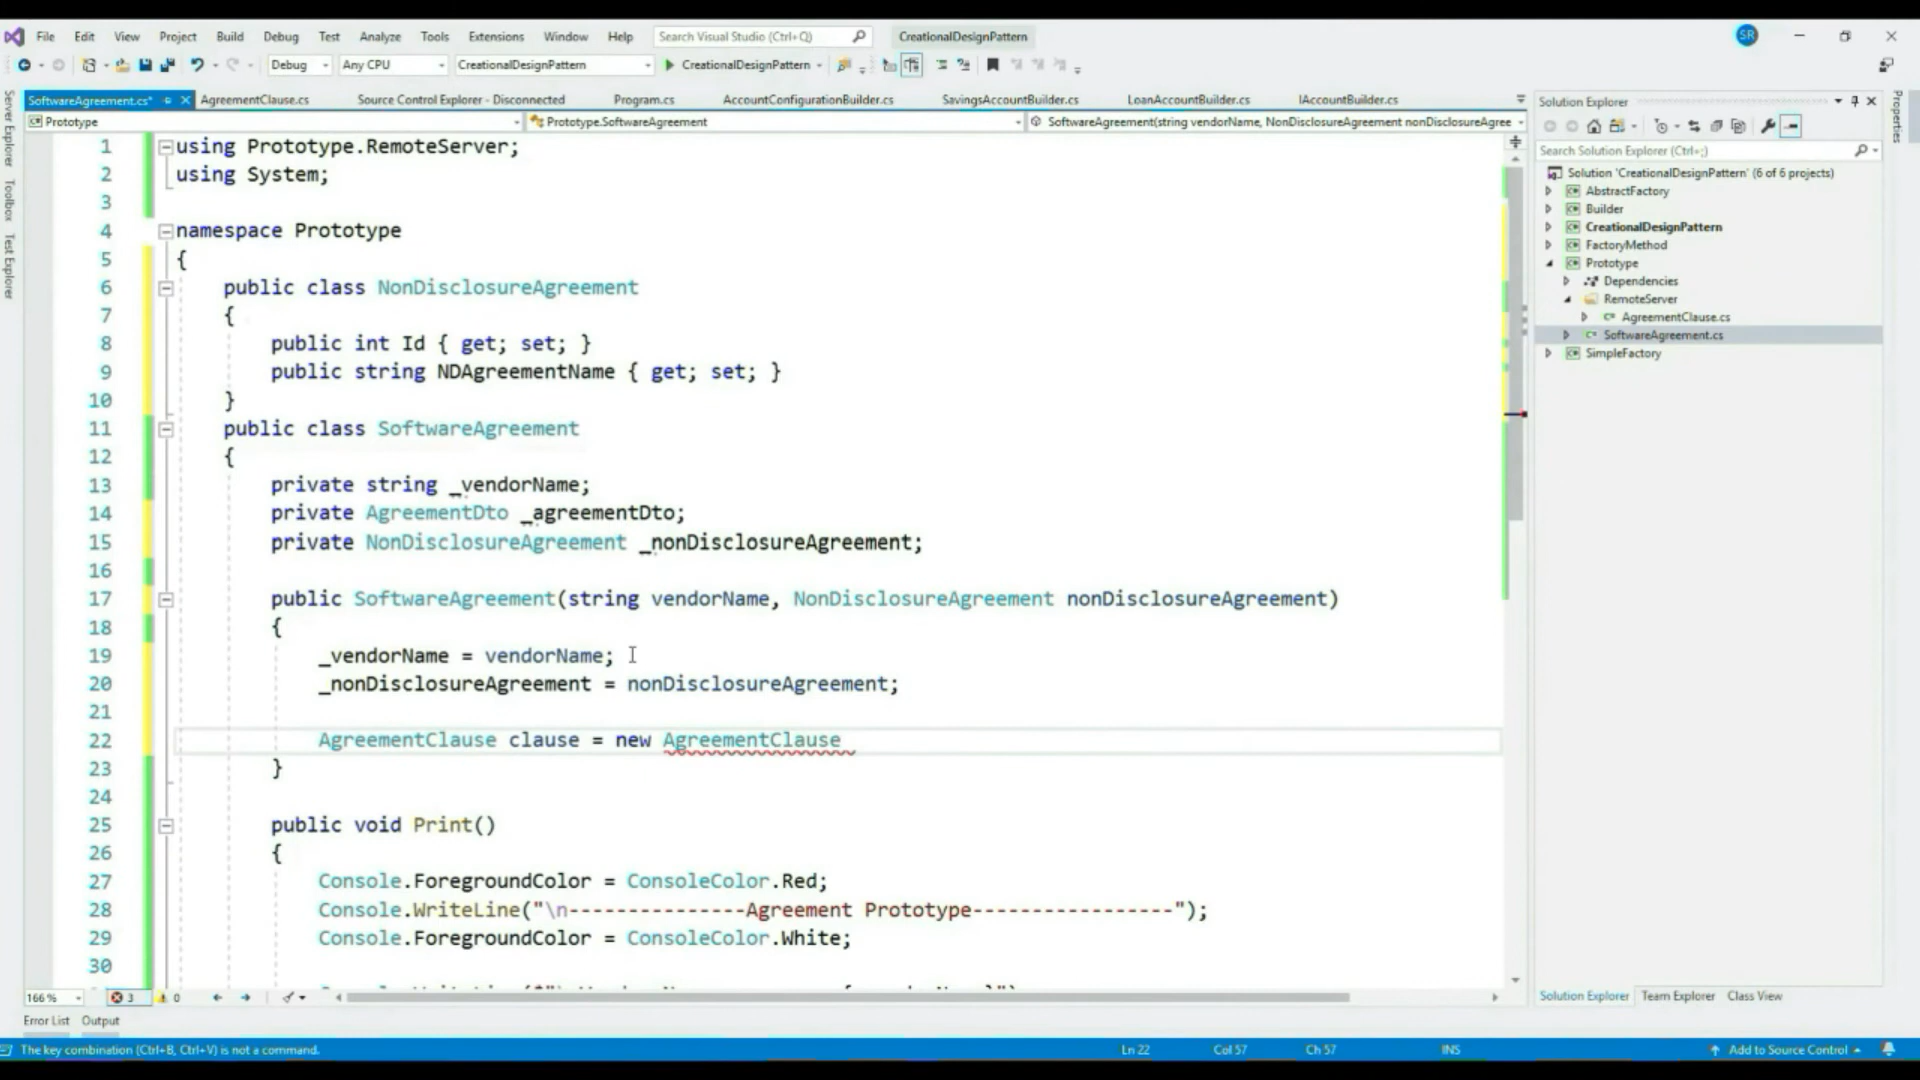 File Edit View Project Build Debug Test Analyze Tools Extensions Window Help Search Visual Studio (Ctrl+Q) CreationalDesignPattern SR
Debug Any CPU CreationalDesignPattern CreationalDesignPattern
SoftwareAgreement.cs* AgreementClause.cs Source Control Explorer - Disconnected Program.cs AccountConfigurationBuilder.cs SavingsAccountBuilder.cs LoanAccountBuilder.cs IAccountBuilder.cs
Prototype Prototype.SoftwareAgreement SoftwareAgreement(string vendorName, NonDisclosureAgreement nonDisclosureAgree
Server Explorer
Toolbox
Test Explorer
1 using Prototype.RemoteServer;
2 using System;
3
4 namespace Prototype
5 {
6 public class NonDisclosureAgreement
7 {
8 public int Id { get; set; }
9 public string NDAgreementName { get; set; }
10 }
11 public class SoftwareAgreement
12 {
13 private string _vendorName;
14 private AgreementDto _agreementDto;
15 private NonDisclosureAgreement _nonDisclosureAgreement;
16
17 public SoftwareAgreement(string vendorName, NonDisclosureAgreement nonDisclosureAgreement)
18 {
19 _vendorName = vendorName;
20 _nonDisclosureAgreement = nonDisclosureAgreement;
21
22 AgreementClause clause = new AgreementClause
23 }
24
25 public void Print()
26 {
27 Console.ForegroundColor = ConsoleColor.Red;
28 Console.WriteLine("\n---------------Agreement Prototype-----------------");
29 Console.ForegroundColor = ConsoleColor.White;
30
166 % 3 0
Error List Output
The key combination (Ctrl+B, Ctrl+V) is not a command. Ln 22 Col 57 Ch 57 INS Add to Source Control
Solution Explorer
Search Solution Explorer (Ctrl+;)
Solution 'CreationalDesignPattern' (6 of 6 projects)
AbstractFactory
Builder
CreationalDesignPattern
FactoryMethod
Prototype
Dependencies
RemoteServer
AgreementClause.cs
SoftwareAgreement.cs
SimpleFactory
Solution Explorer Team Explorer Class View
Properties